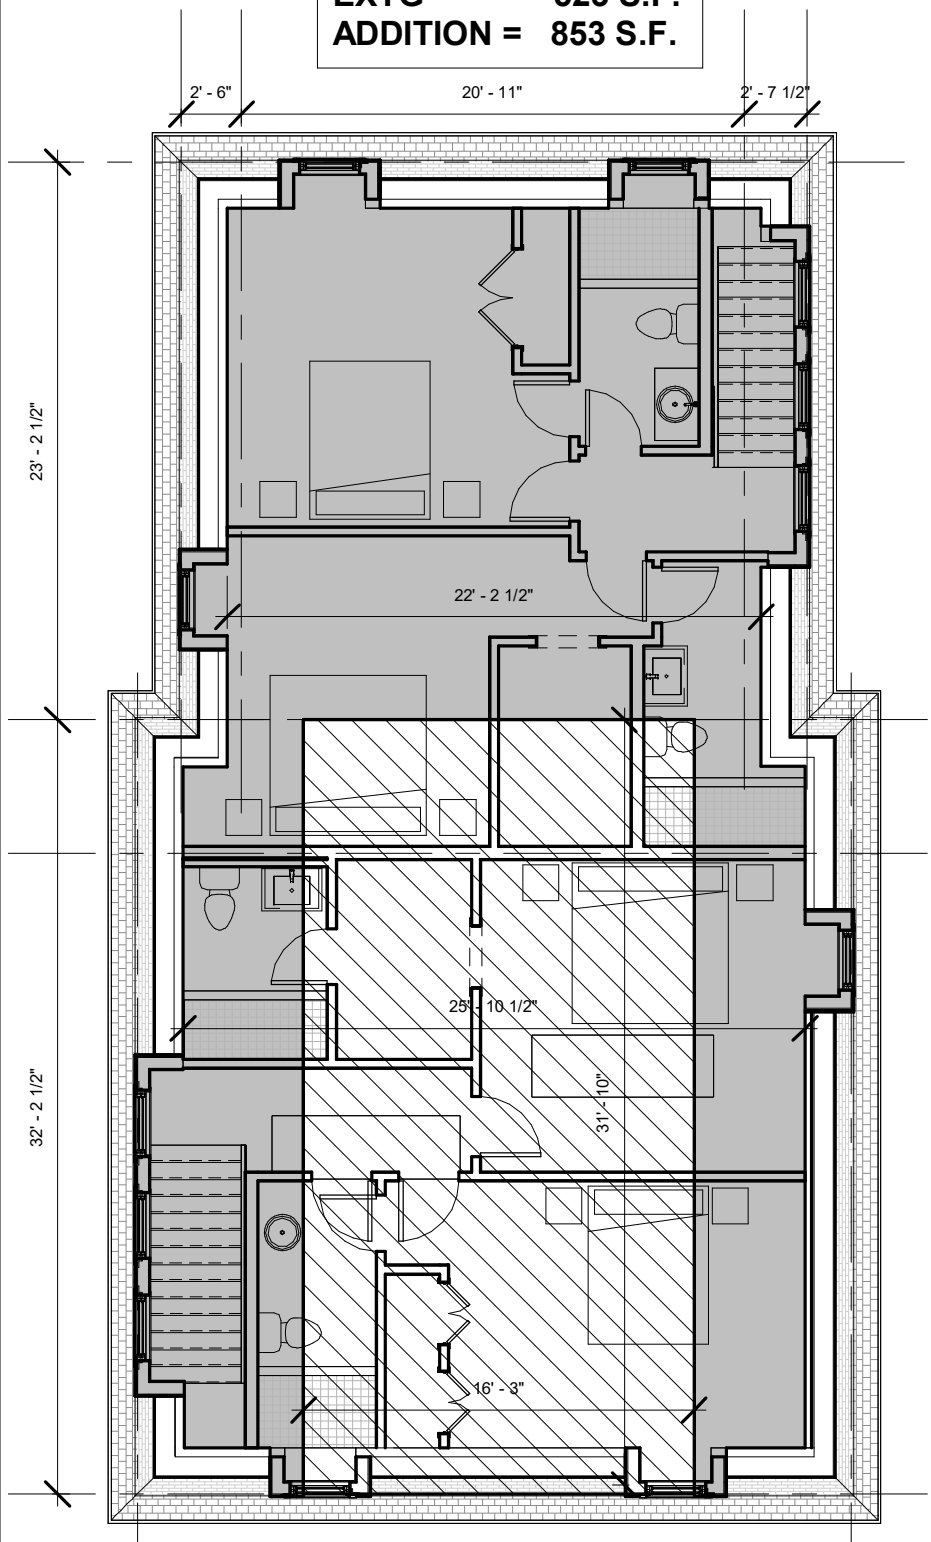 ADDITION = 853 S.F.
2' - 6" 20' - 11" 2' - 7 1/2"
23' - 2 1/2"
22' - 2 1/2"
25' - 10 1/2"
31' - 10"
32' - 2 1/2"
16' - 3"